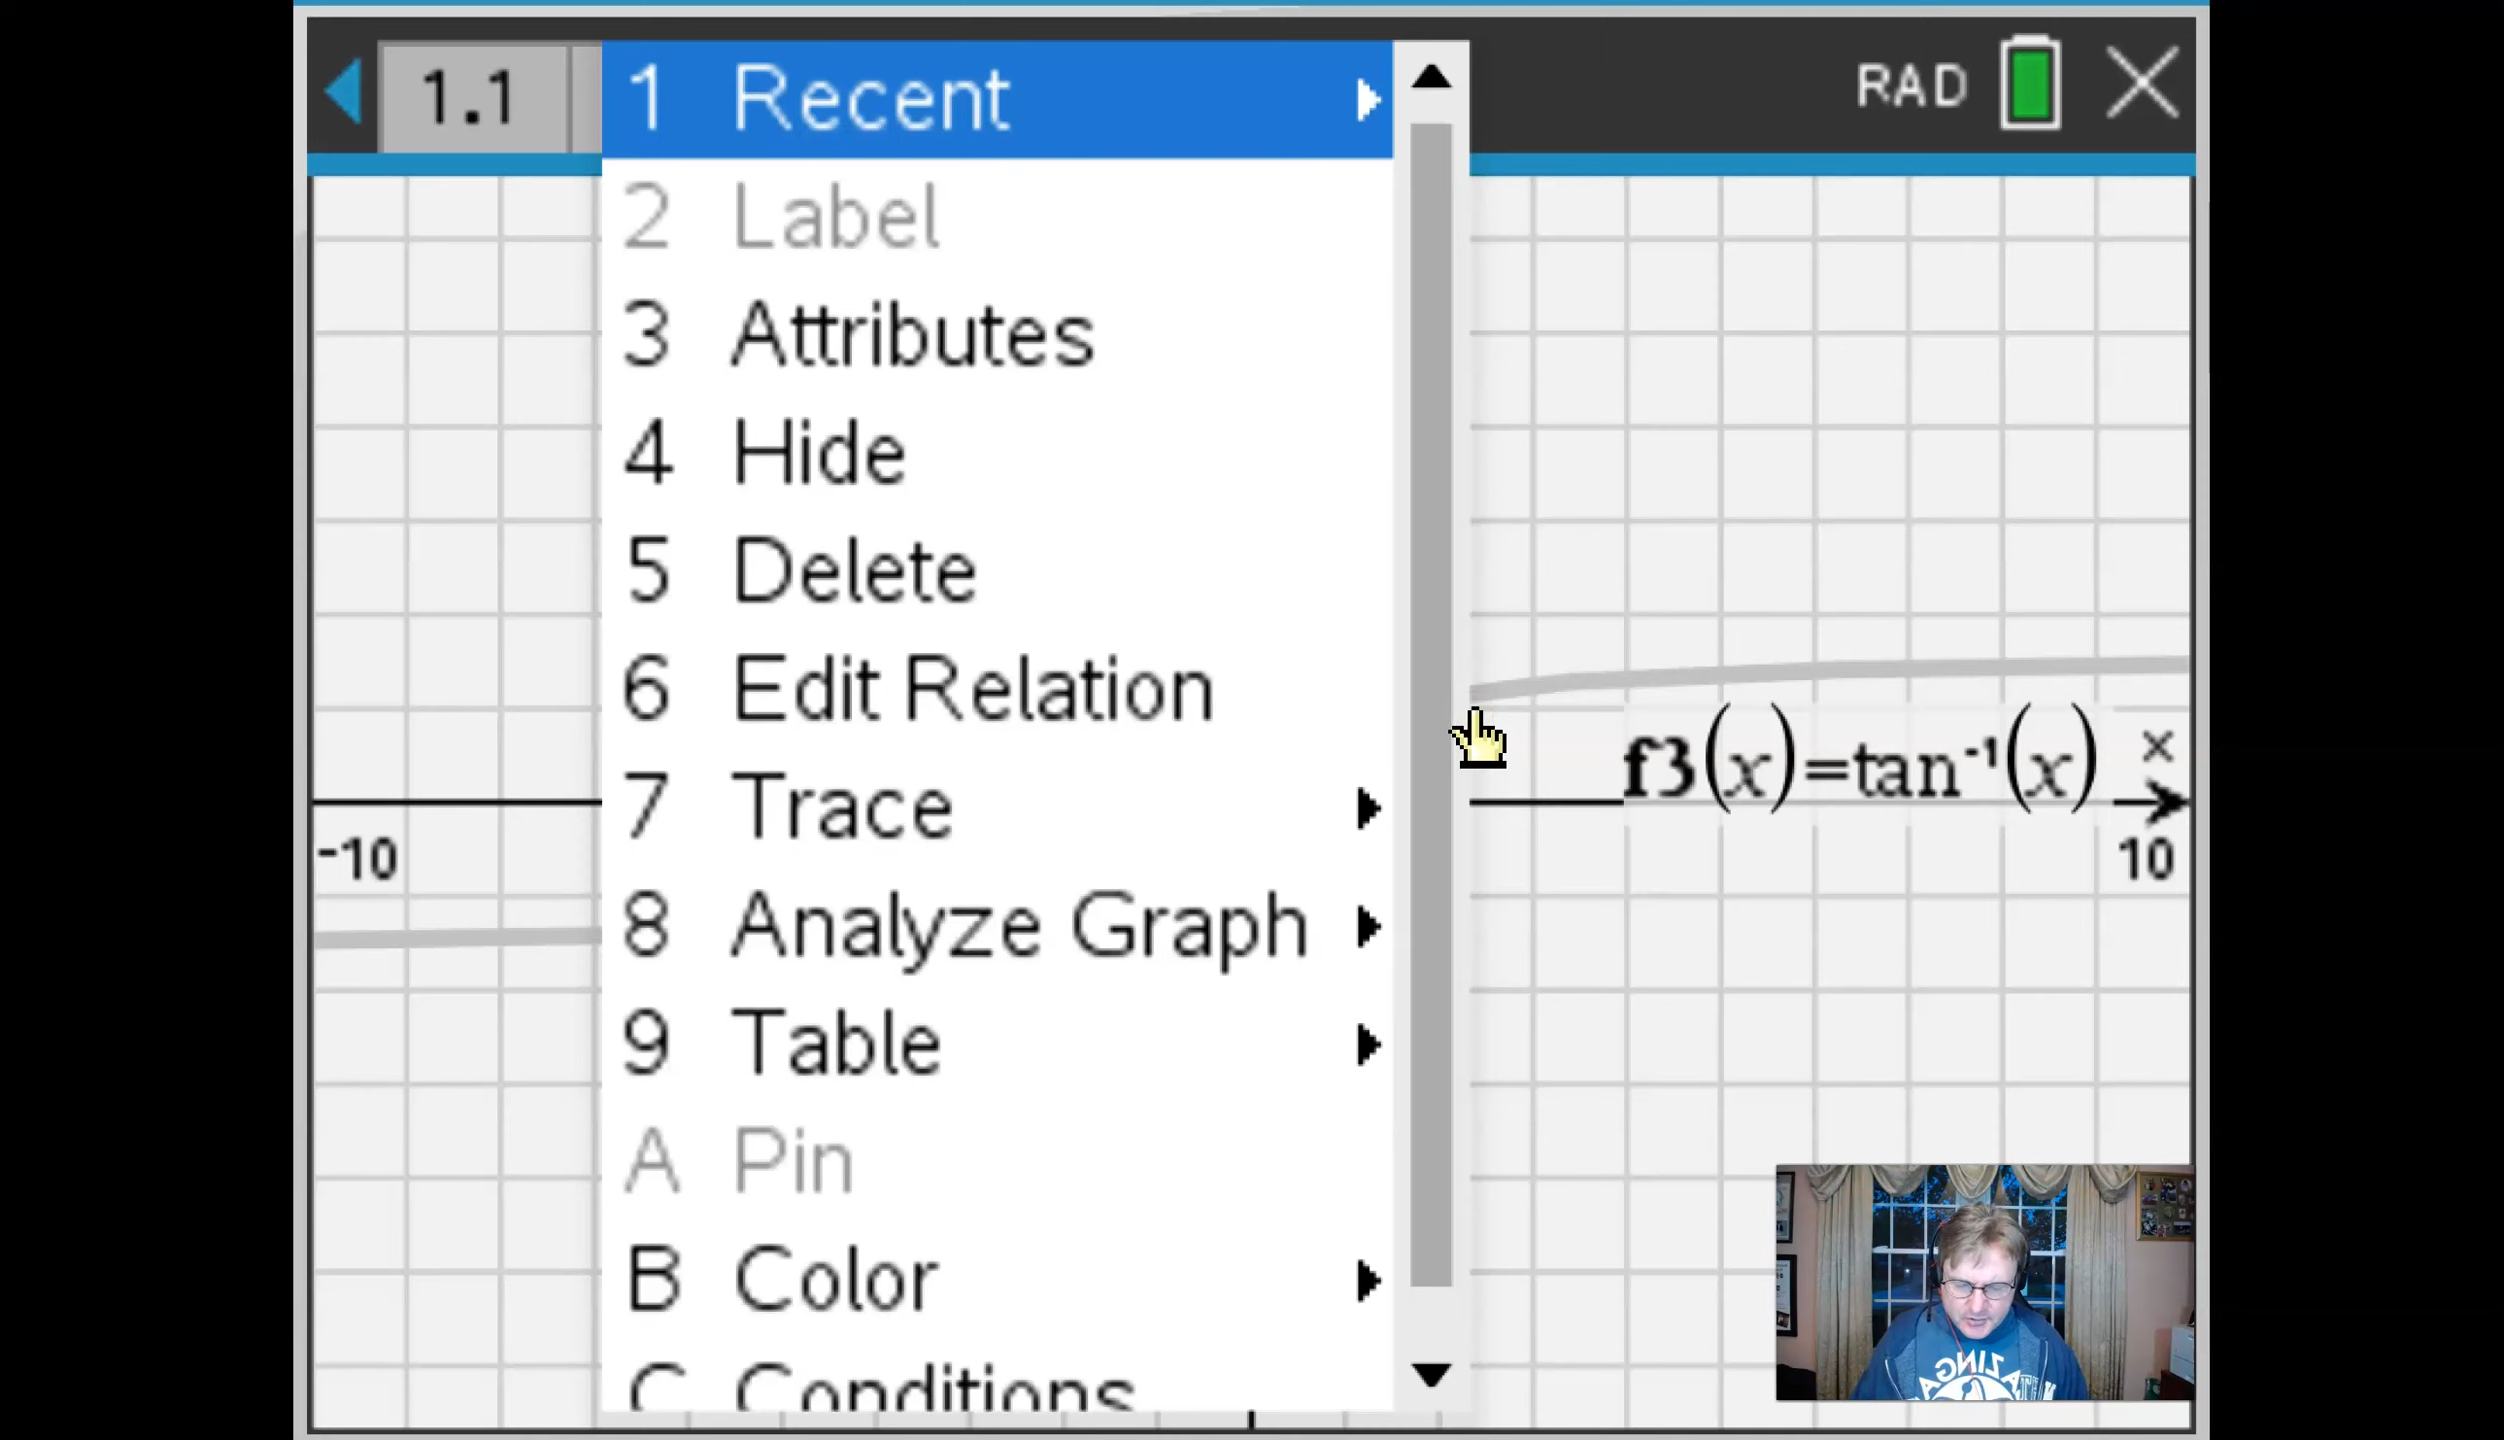 1.1
RAD
1 Recent
2 Label
3 Attributes
4 Hide
5 Delete
6 Edit Relation
7 Trace
8 Analyze Graph
9 Table
A Pin
B Color
C Conditions
f3(x)=tan⁻¹(x)
x
-10
10